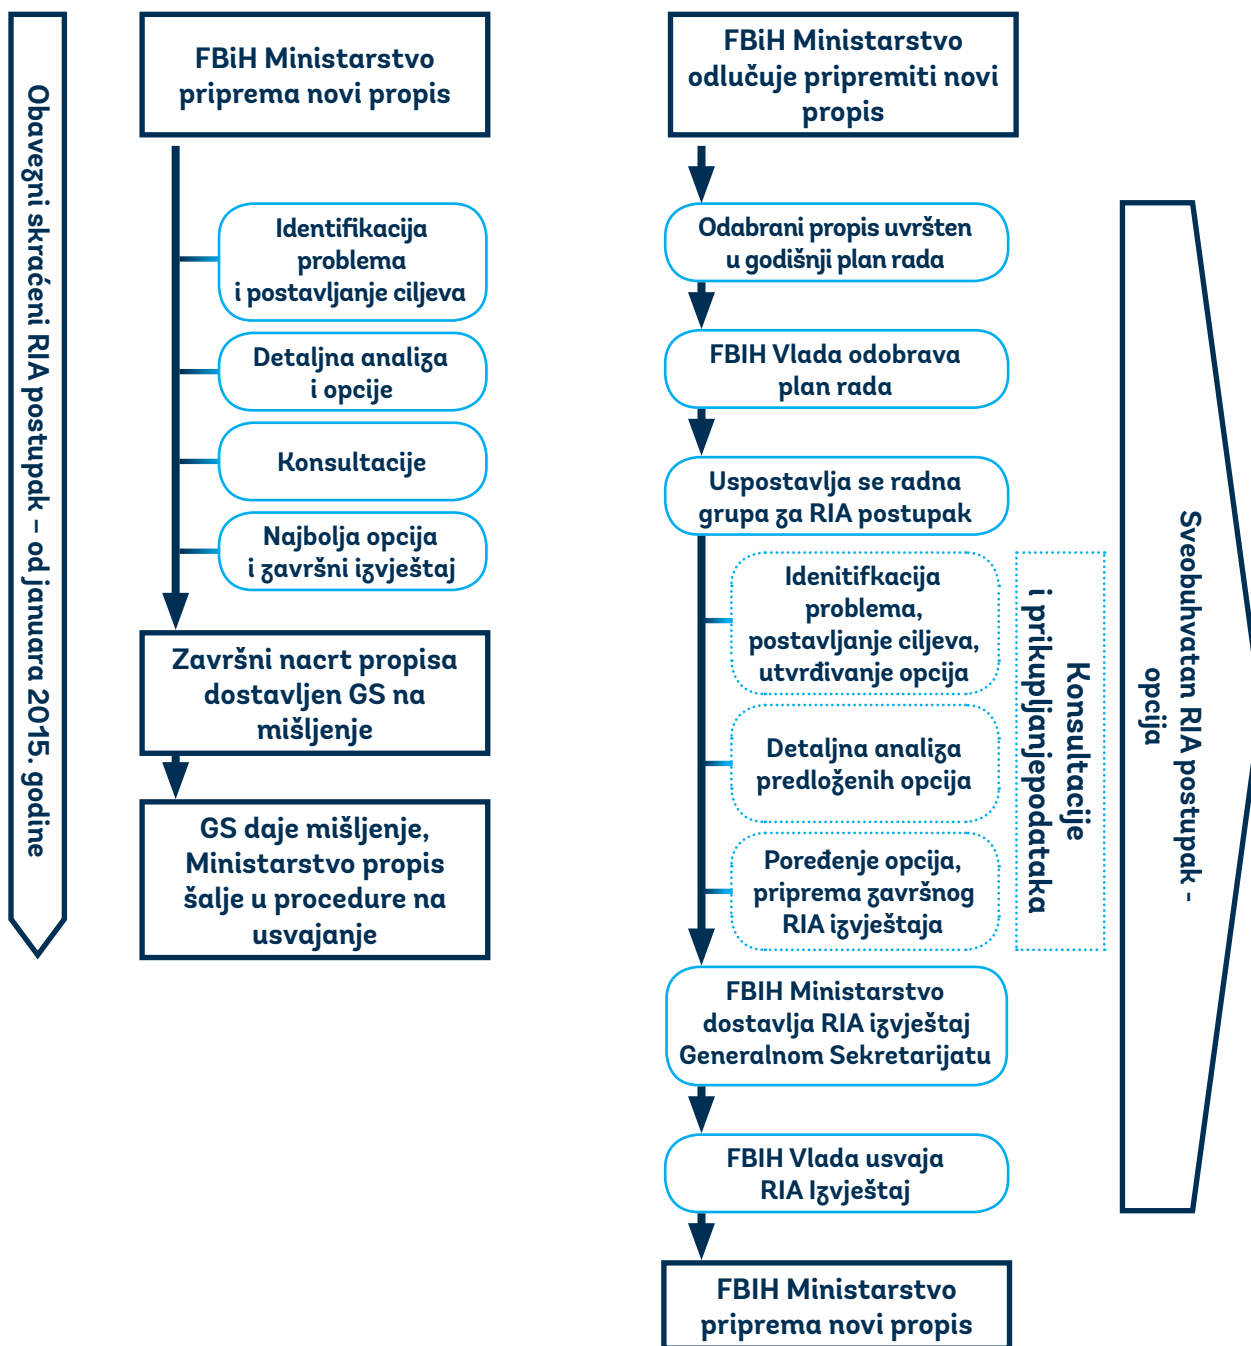 Obavezni skraćeni RIA postupak – od januara 2015. godine
FBiH Ministarstvo
priprema novi propis
Identifikacija
problema
i postavljanje ciljeva
Detaljna analiza
i opcije
Konsultacije
Najbolja opcija
i završni izvještaj
Završni nacrt propisa
dostavljen GS na
mišljenje
GS daje mišljenje,
Ministarstvo propis
šalje u procedure na
usvajanje
FBiH Ministarstvo
odlučuje pripremiti novi
propis
Odabrani propis uvršten
u godišnji plan rada
FBIH Vlada odobrava
plan rada
Uspostavlja se radna
grupa za RIA postupak
Idenitifkacija
problema,
postavljanje ciljeva,
utvrđivanje opcija
Detaljna analiza
predloženih opcija
Poređenje opcija,
priprema završnog
RIA izvještaja
Konsultacije
i prikupljanjepodataka
FBIH Ministarstvo
dostavlja RIA izvještaj
Generalnom Sekretarijatu
FBIH Vlada usvaja
RIA Izvještaj
FBIH Ministarstvo
priprema novi propis
Sveobuhvatan RIA postupak -
opcija